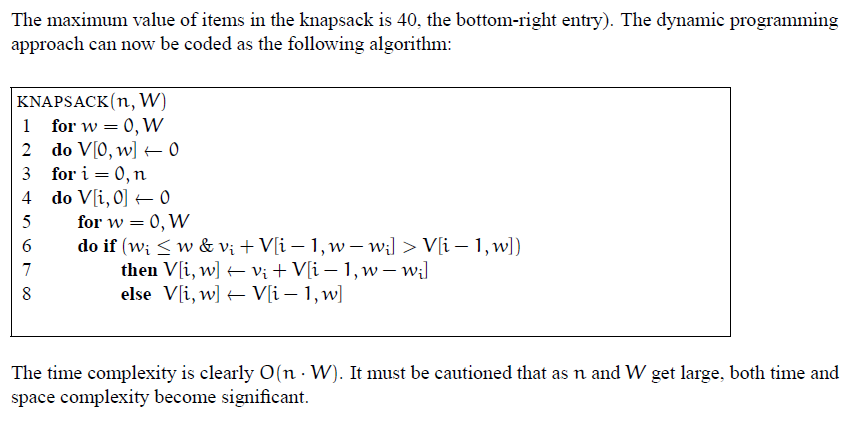 The maximum value of items in the knapsack is 40, the bottom-right entry). The dynamic programming
approach can now be coded as the following algorithm:
KNAPSACK(n, W)
1 for w = 0, W
2 do V[0, w] ← 0
3 for i = 0, n
4 do V[i, 0] ← 0
5 for w = 0, W
6 do if (wᵢ ≤ w & vᵢ + V[i − 1, w − wᵢ] > V[i − 1, w])
7 then V[i, w] ← vᵢ + V[i − 1, w − wᵢ]
8 else V[i, w] ← V[i − 1, w]
The time complexity is clearly O(n · W). It must be cautioned that as n and W get large, both time and
space complexity become significant.